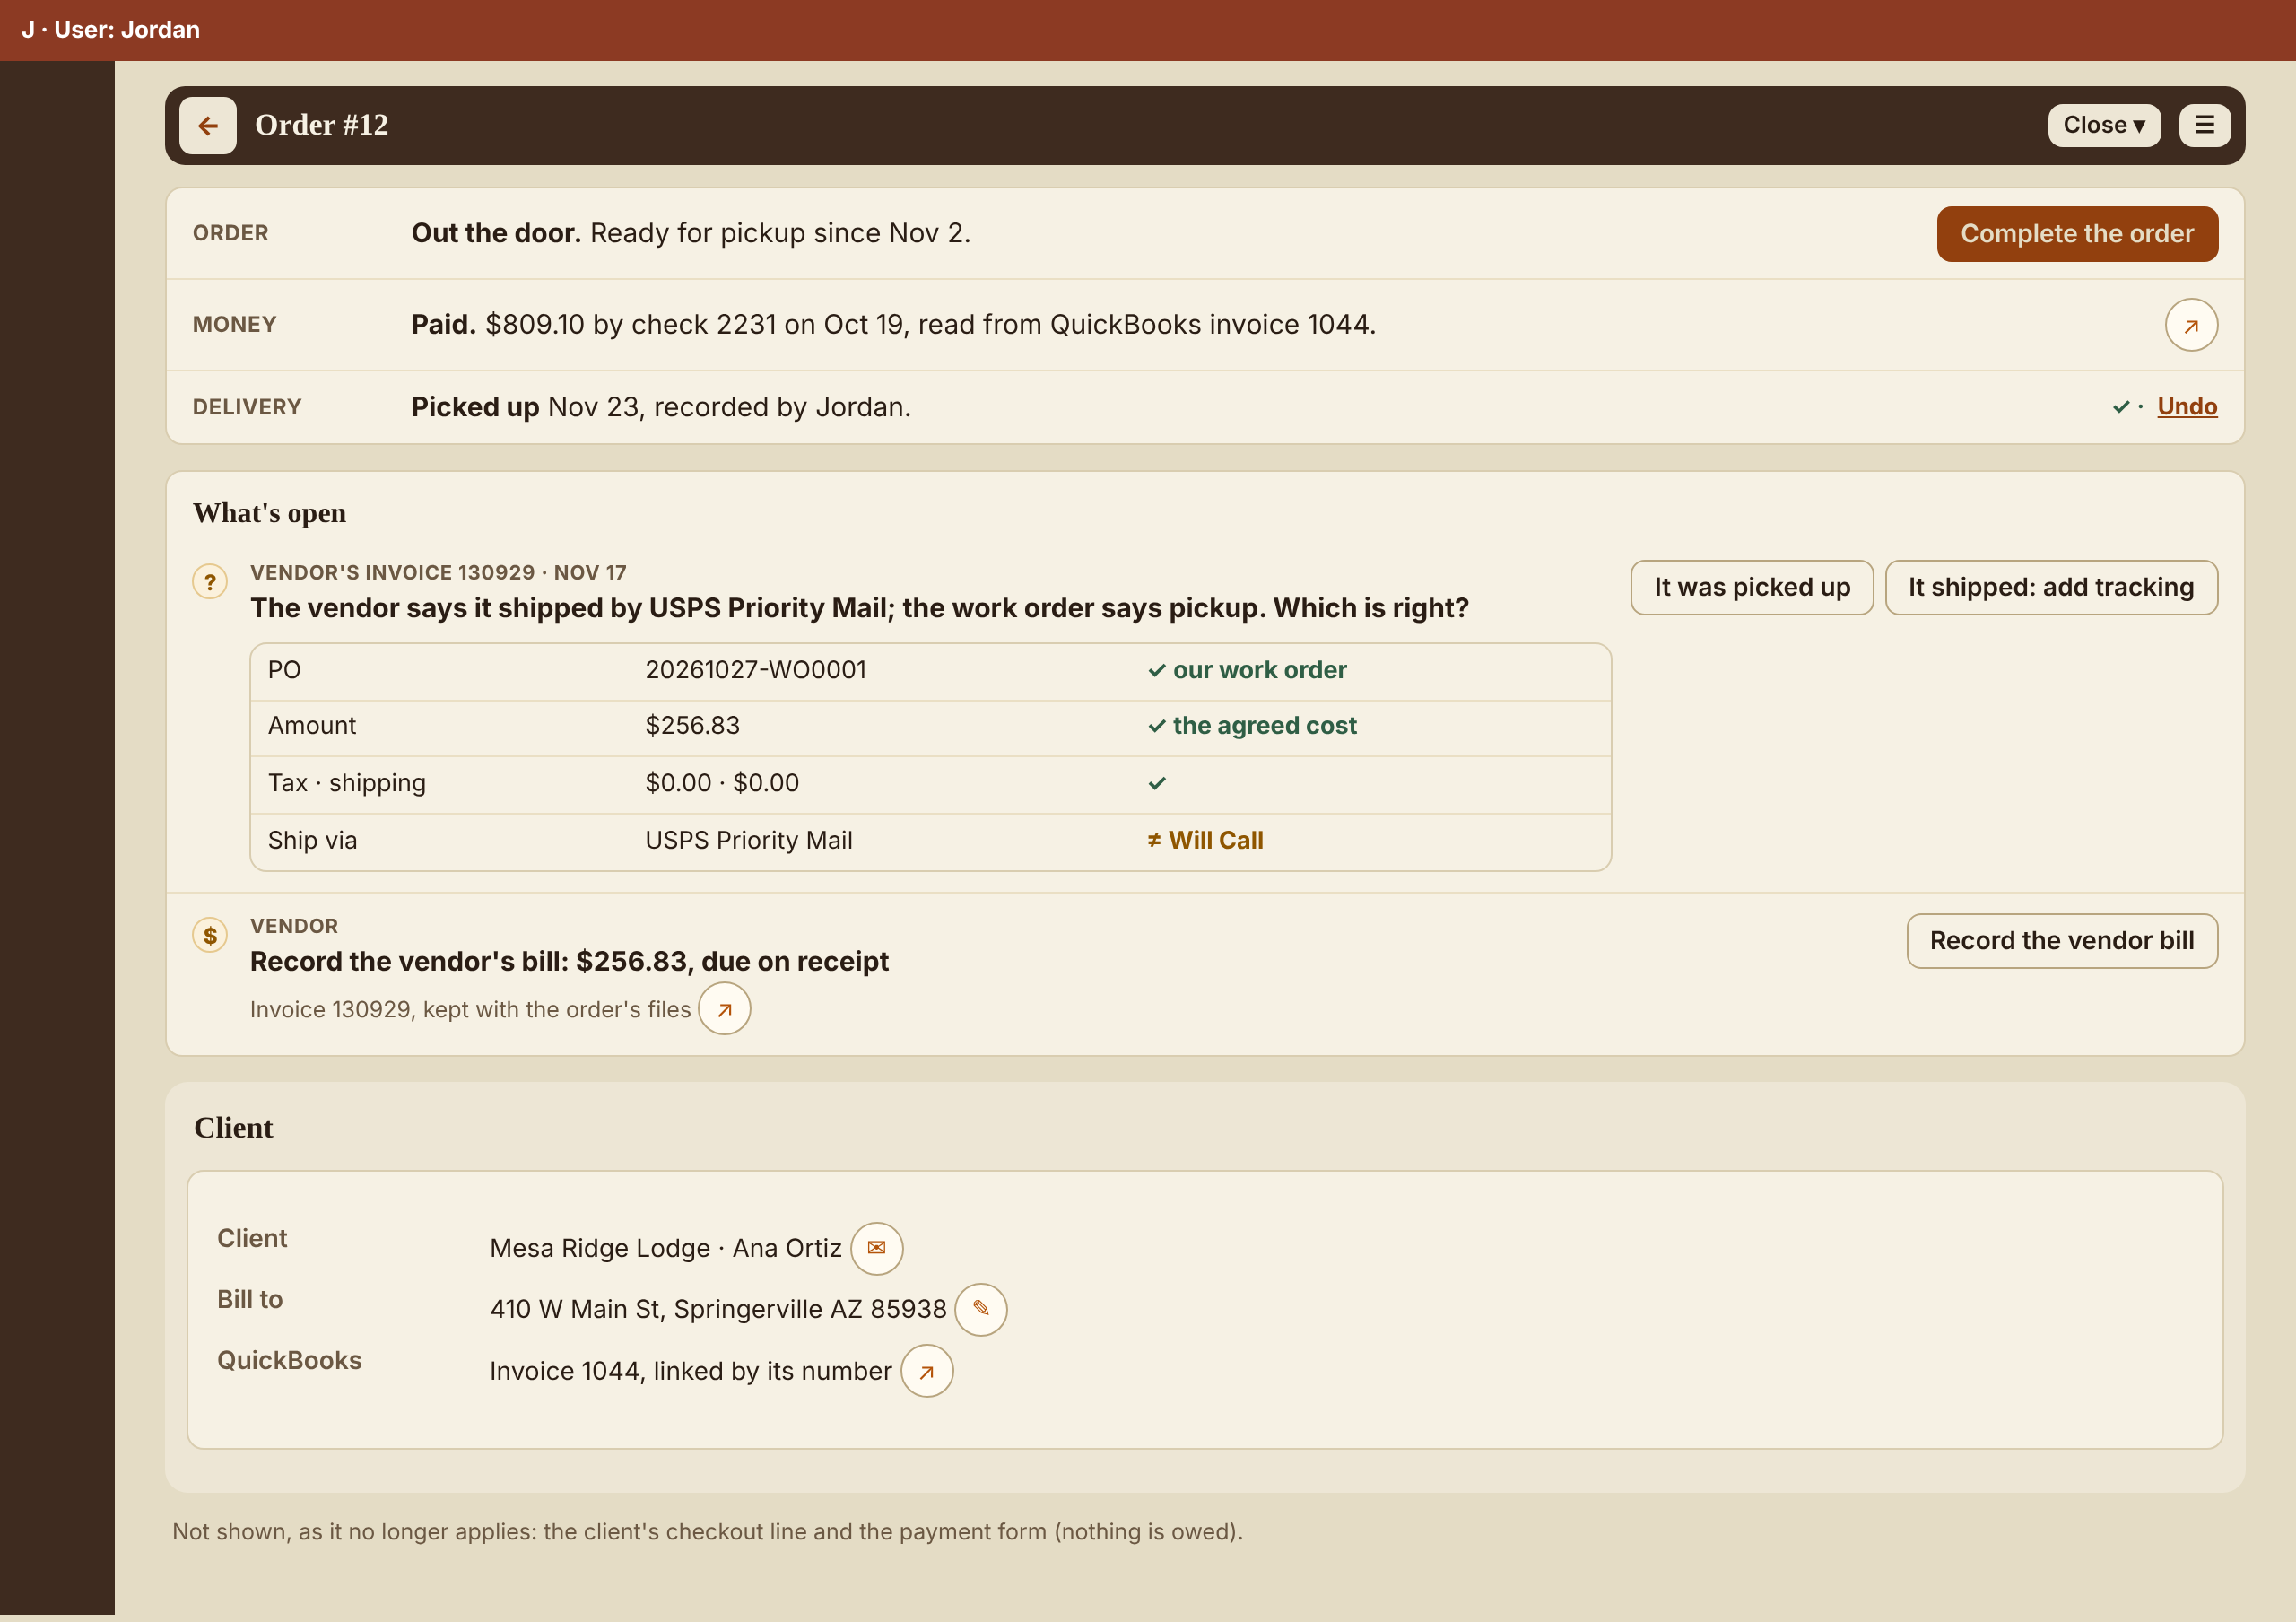 J · User: Jordan
← Order #12
Close ▾ ☰
ORDER Out the door. Ready for pickup since Nov 2. Complete the order
MONEY Paid. $809.10 by check 2231 on Oct 19, read from QuickBooks invoice 1044. ↗
DELIVERY Picked up Nov 23, recorded by Jordan. ✓ · Undo
What's open
? VENDOR'S INVOICE 130929 · NOV 17
The vendor says it shipped by USPS Priority Mail; the work order says pickup. Which is right?
It was picked up It shipped: add tracking
PO 20261027-WO0001 ✓ our work order
Amount $256.83 ✓ the agreed cost
Tax · shipping $0.00 · $0.00 ✓
Ship via USPS Priority Mail ≠ Will Call
$ VENDOR
Record the vendor's bill: $256.83, due on receipt
Record the vendor bill
Invoice 130929, kept with the order's files ↗
Client
Client Mesa Ridge Lodge · Ana Ortiz ✉
Bill to 410 W Main St, Springerville AZ 85938 ✎
QuickBooks Invoice 1044, linked by its number ↗
Not shown, as it no longer applies: the client's checkout line and the payment form (nothing is owed).